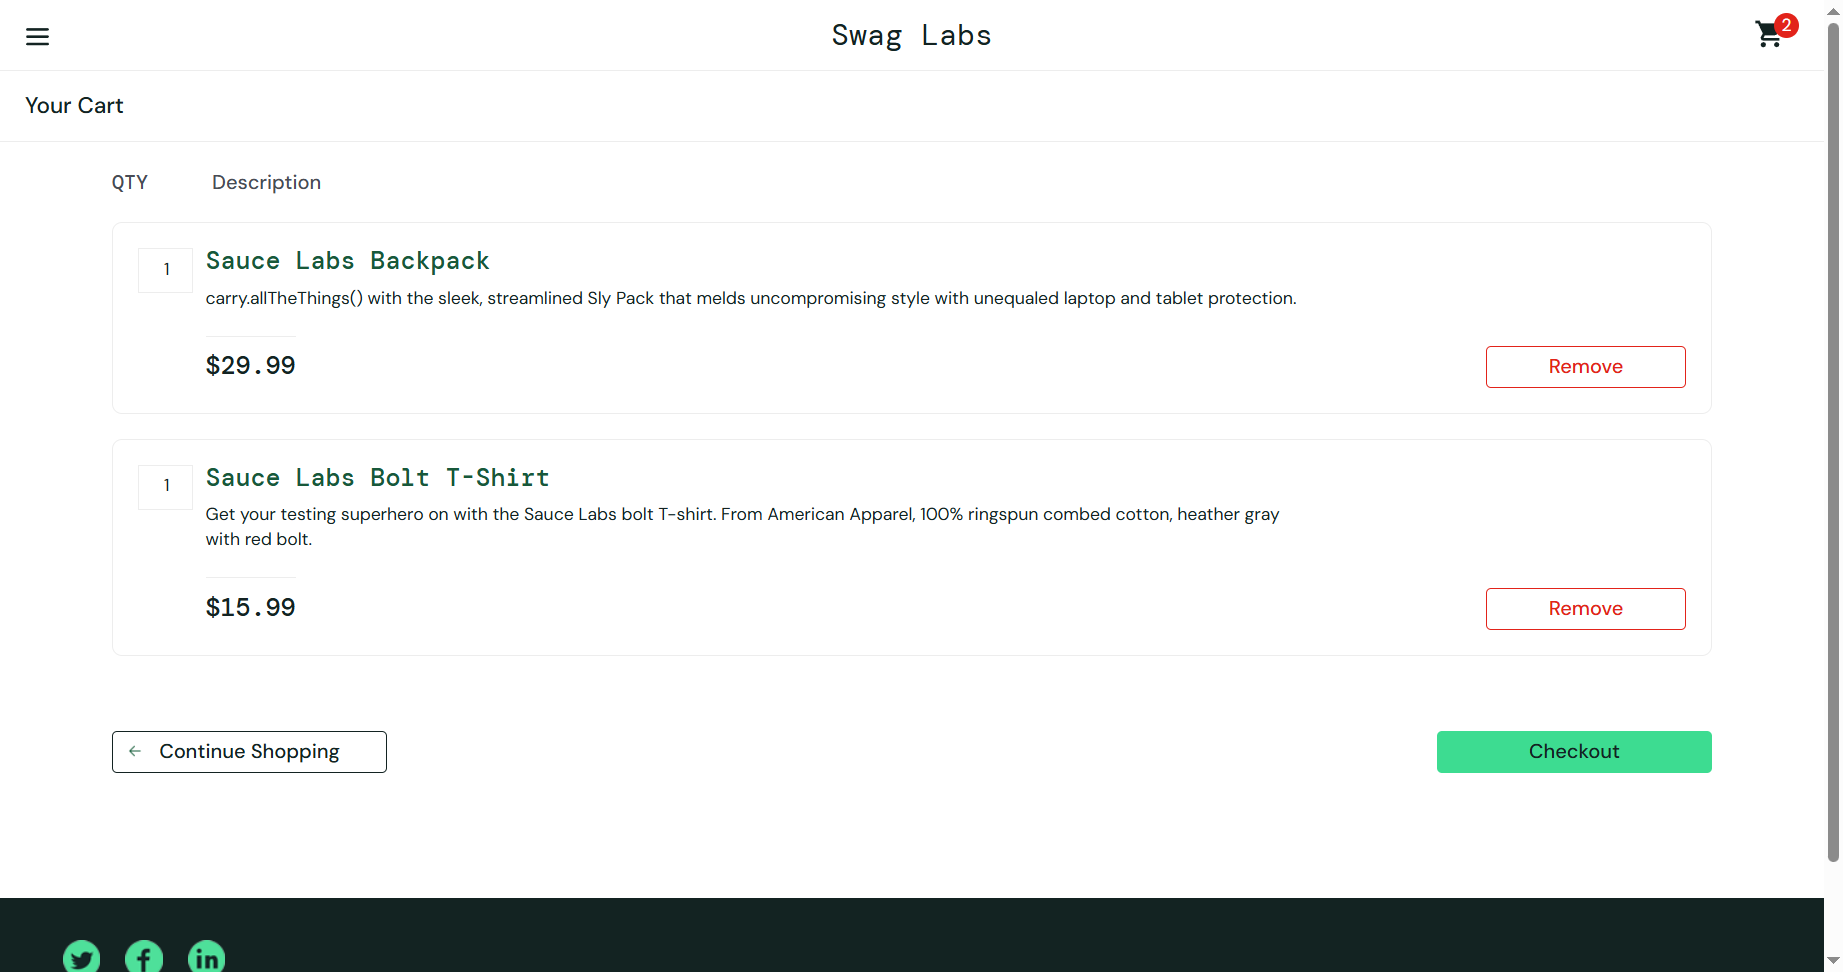 Swag Labs
2
Your Cart
QTY Description
1
Sauce Labs Backpack
carry.allTheThings() with the sleek, streamlined Sly Pack that melds uncompromising style with unequaled laptop and tablet protection.
$29.99
Remove
1
Sauce Labs Bolt T-Shirt
Get your testing superhero on with the Sauce Labs bolt T-shirt. From American Apparel, 100% ringspun combed cotton, heather gray
with red bolt.
$15.99
Remove
Continue Shopping
Checkout